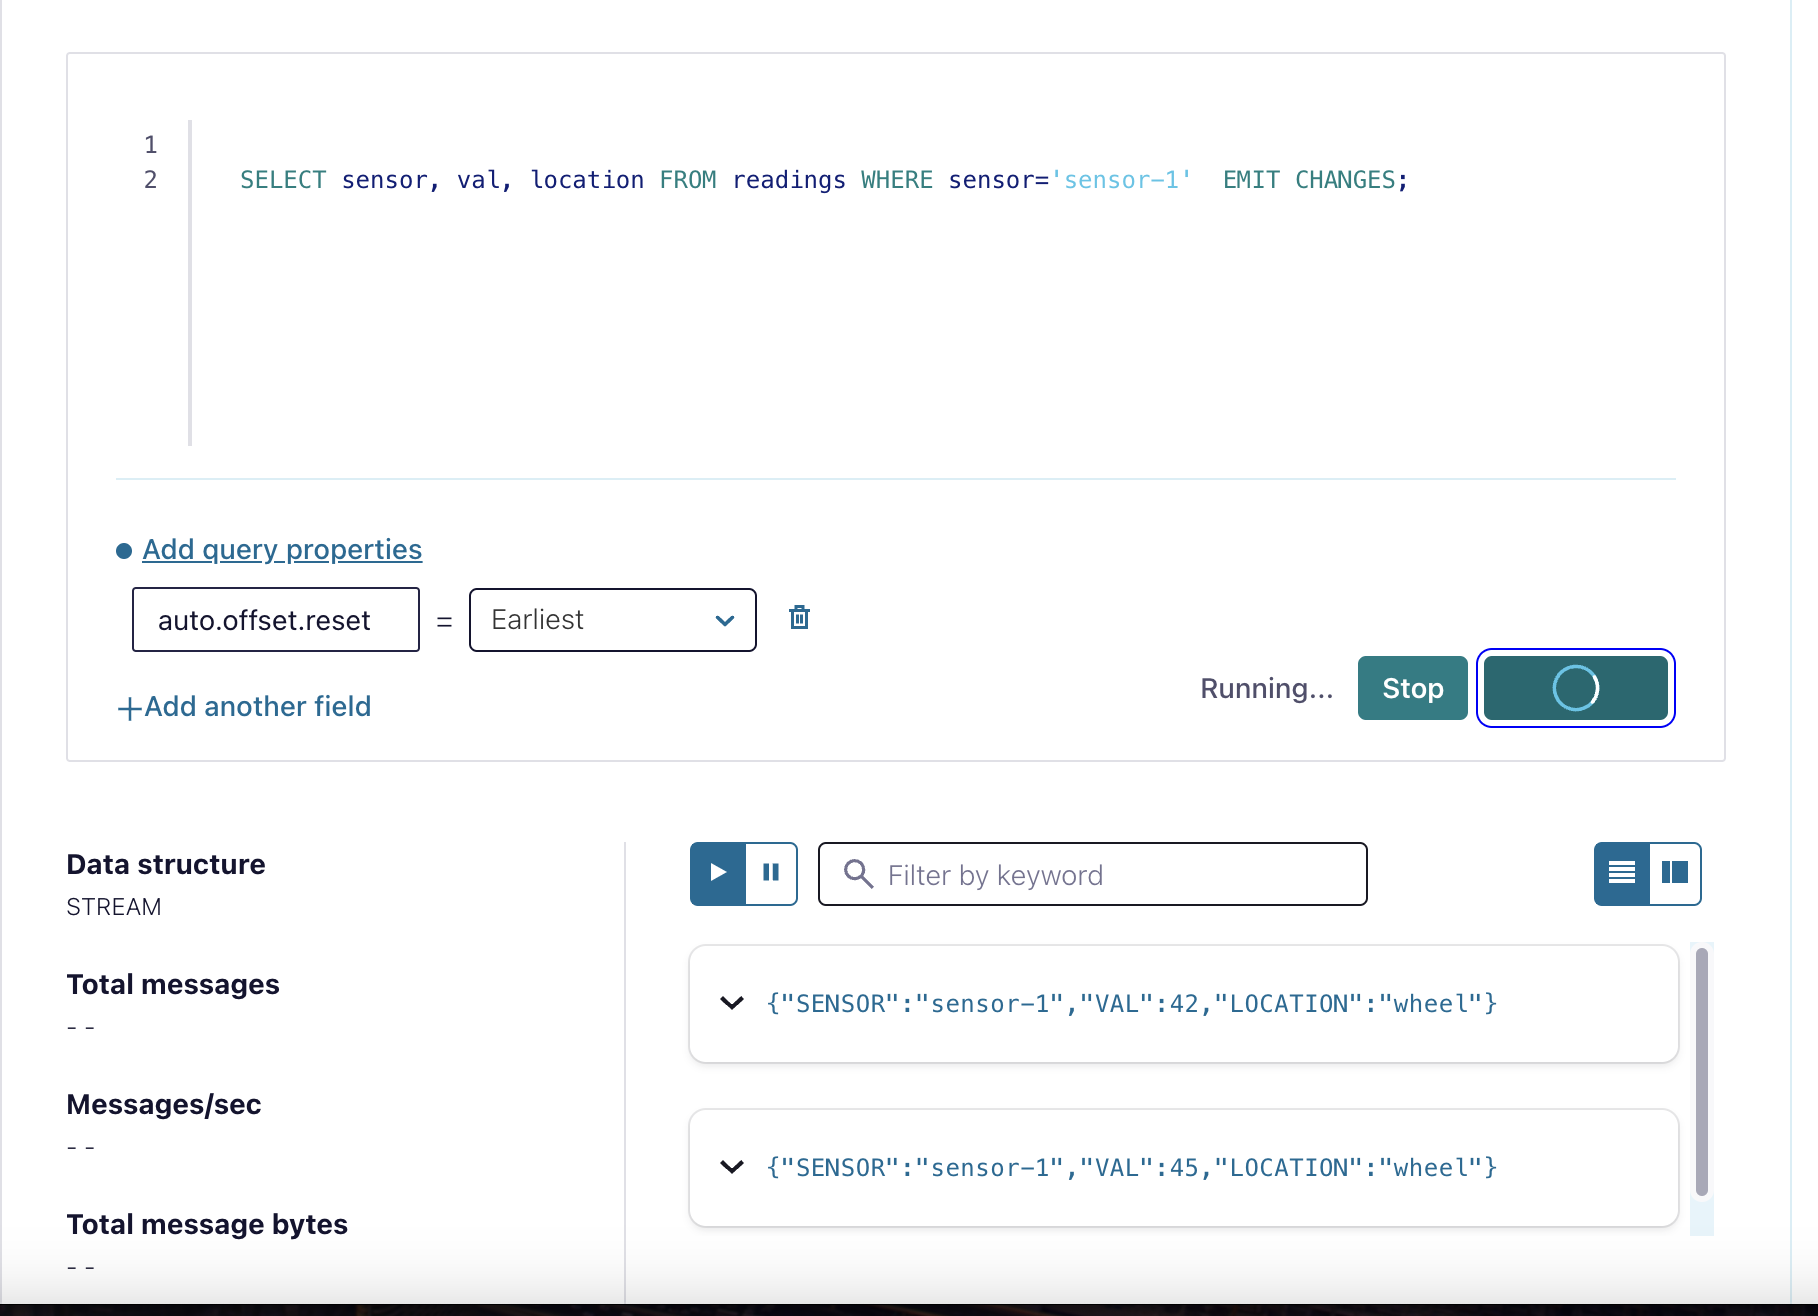 1
2 SELECT sensor, val, location FROM readings WHERE sensor='sensor-1'  EMIT CHANGES;
Add query properties
auto.offset.reset = Earliest
+Add another field
Running... Stop
Data structure
STREAM
Total messages
--
Messages/sec
--
Total message bytes
--
Filter by keyword
{"SENSOR":"sensor-1","VAL":42,"LOCATION":"wheel"}
{"SENSOR":"sensor-1","VAL":45,"LOCATION":"wheel"}